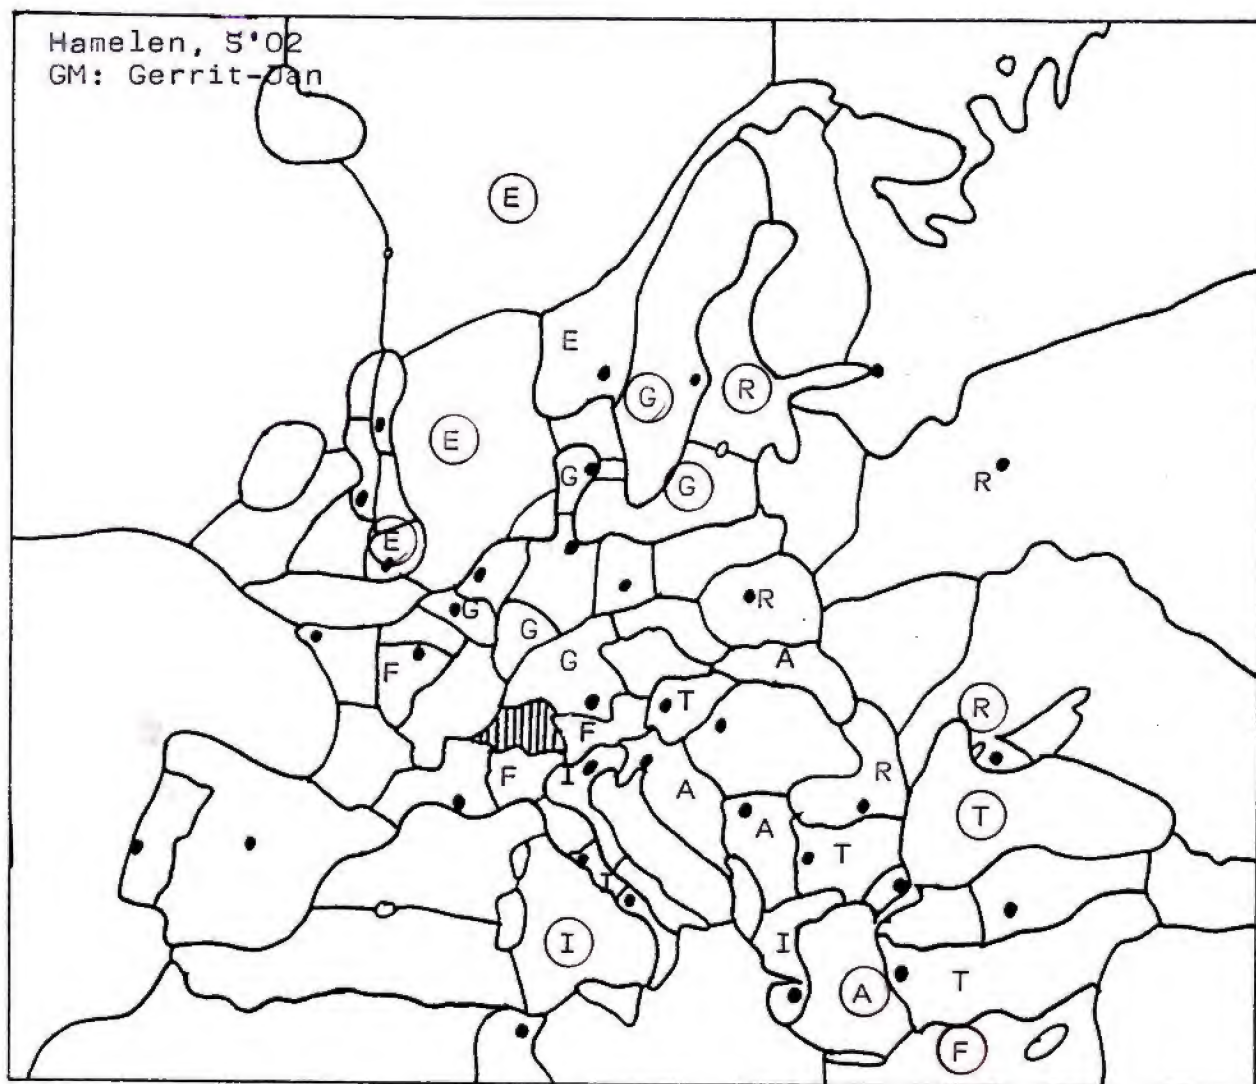 Hamelen, S'02
GM: Gerrit-Jan
E
E
G R
E
G G R
E
G R
G
F G A
T R
F
F I A R
A T
T
I
I I
A T
F